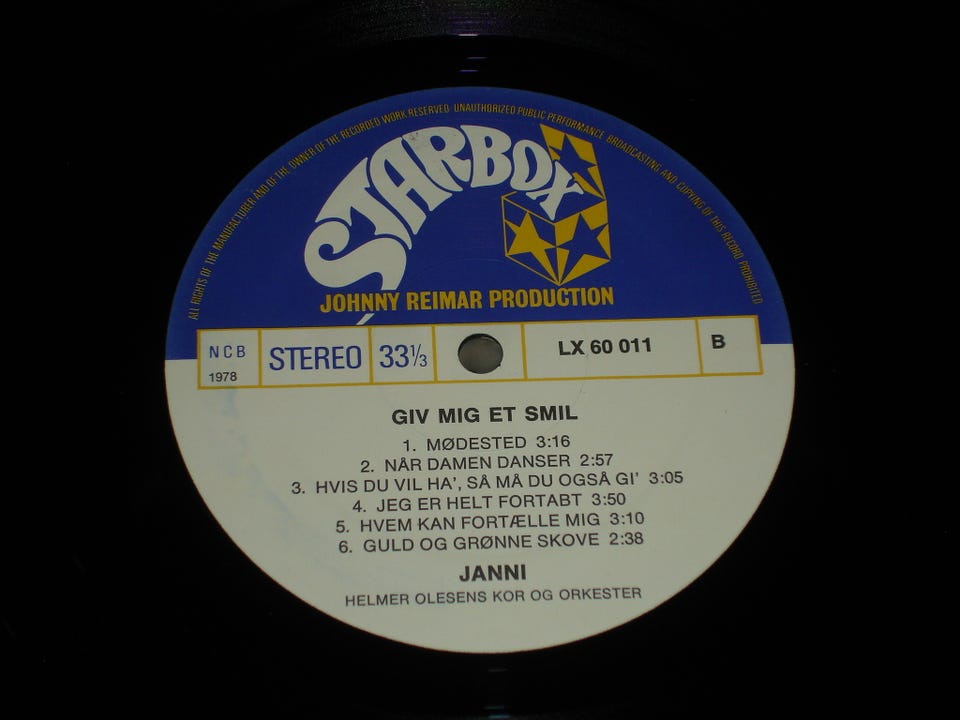 ALL RIGHTS OF THE MANUFACTURER AND OF THE OWNER OF THE RECORDED WORK RESERVED · UNAUTHORIZED PUBLIC PERFORMANCE BROADCASTING AND COPYING OF THIS RECORD PROHIBITED
STARBOX
JOHNNY REIMAR PRODUCTION
NCB 1978 STEREO 33⅓ LX 60 011 B
GIV MIG ET SMIL
1. MØDESTED 3:16
2. NÅR DAMEN DANSER 2:57
3. HVIS DU VIL HA', SÅ MÅ DU OGSÅ GI' 3:05
4. JEG ER HELT FORTABT 3:50
5. HVEM KAN FORTÆLLE MIG 3:10
6. GULD OG GRØNNE SKOVE 2:38
JANNI
HELMER OLESENS KOR OG ORKESTER